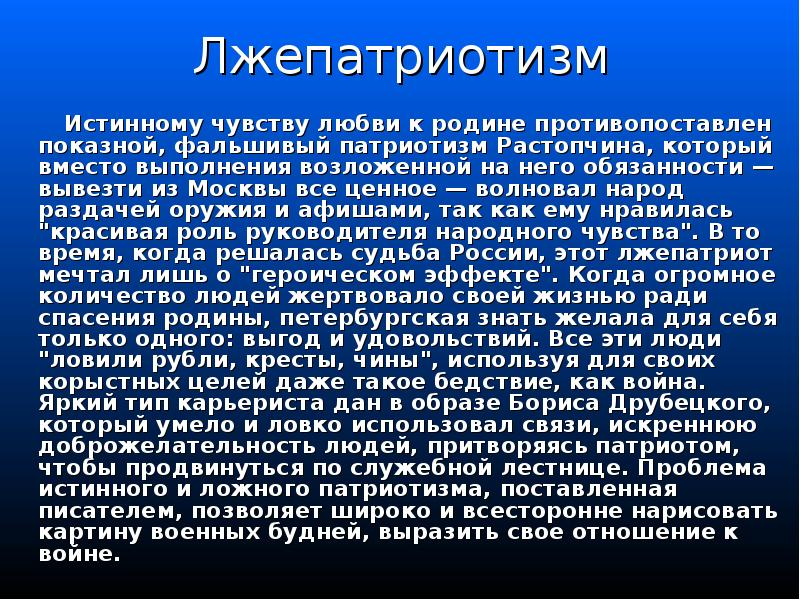 Лжепатриотизм
Истинному чувству любви к родине противопоставлен
показной, фальшивый патриотизм Растопчина, который
вместо выполнения возложенной на него обязанности —
вывезти из Москвы все ценное — волновал народ
раздачей оружия и афишами, так как ему нравилась
"красивая роль руководителя народного чувства". В то
время, когда решалась судьба России, этот лжепатриот
мечтал лишь о "героическом эффекте". Когда огромное
количество людей жертвовало своей жизнью ради
спасения родины, петербургская знать желала для себя
только одного: выгод и удовольствий. Все эти люди
"ловили рубли, кресты, чины", используя для своих
корыстных целей даже такое бедствие, как война.
Яркий тип карьериста дан в образе Бориса Друбецкого,
который умело и ловко использовал связи, искреннюю
доброжелательность людей, притворяясь патриотом,
чтобы продвинуться по служебной лестнице. Проблема
истинного и ложного патриотизма, поставленная
писателем, позволяет широко и всесторонне нарисовать
картину военных будней, выразить свое отношение к
войне.